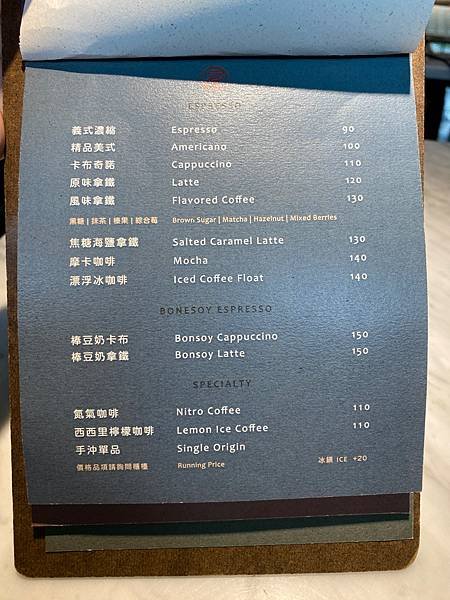 ESPRESSO
義式濃縮 Espresso 90
精品美式 Americano 100
卡布奇諾 Cappuccino 110
原味拿鐵 Latte 120
風味拿鐵 Flavored Coffee 130
黑糖 | 抹茶 | 榛果 | 綜合莓 Brown Sugar | Matcha | Hazelnut | Mixed Berries
焦糖海鹽拿鐵 Salted Caramel Latte 130
摩卡咖啡 Mocha 140
漂浮冰咖啡 Iced Coffee Float 140
BONESOY ESPRESSO
棒豆奶卡布 Bonsoy Cappuccino 150
棒豆奶拿鐵 Bonsoy Latte 150
SPECIALTY
氮氣咖啡 Nitro Coffee 110
西西里檸檬咖啡 Lemon Ice Coffee 110
手沖單品 Single Origin
價格品項請詢問櫃檯 Running Price 冰鎮 ICE +20